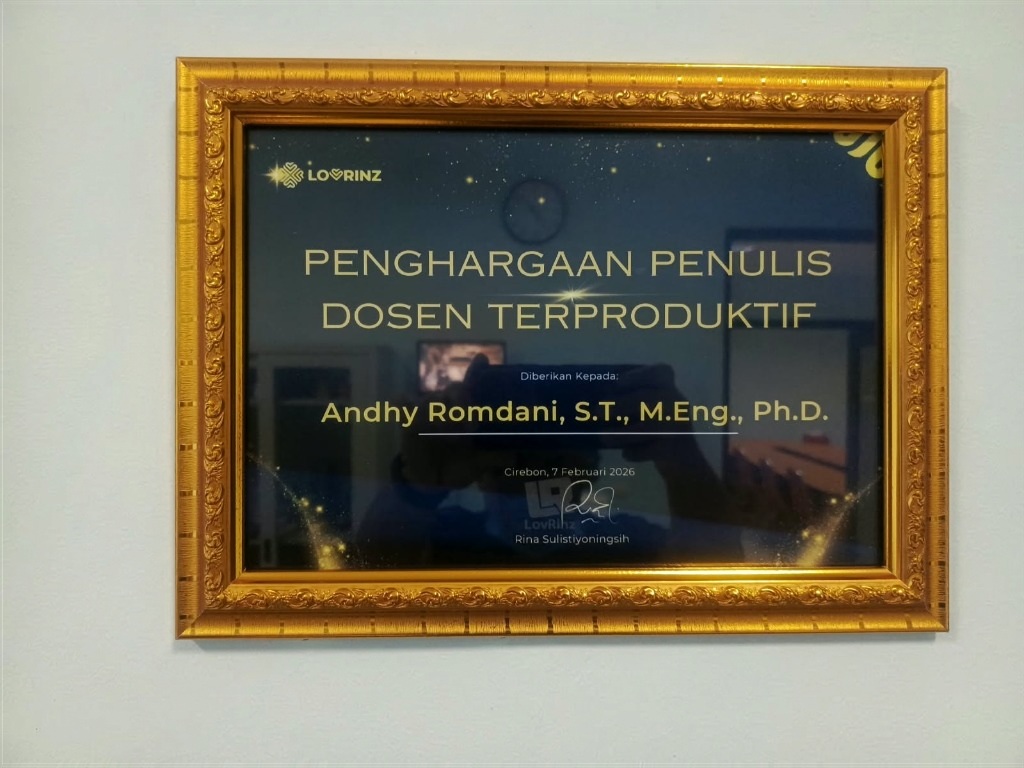 LOVRINZ
PENGHARGAAN PENULIS
DOSEN TERPRODUKTIF
Diberikan Kepada:
Andhy Romdani, S.T., M.Eng., Ph.D.
Cirebon, 7 Februari 2026
LovRinz
Rina Sulistiyoningsih